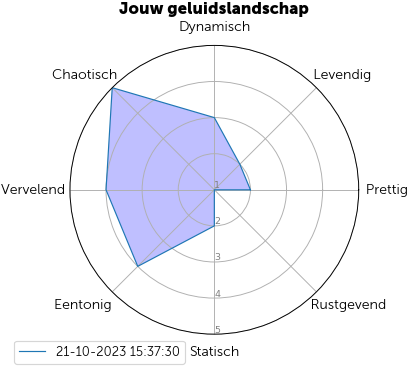 Jouw geluidslandschap
Dynamisch
Chaotisch
Levendig
Vervelend
1
Prettig
2
3
4
5
Eentonig
Rustgevend
21-10-2023 15:37:30
Statisch